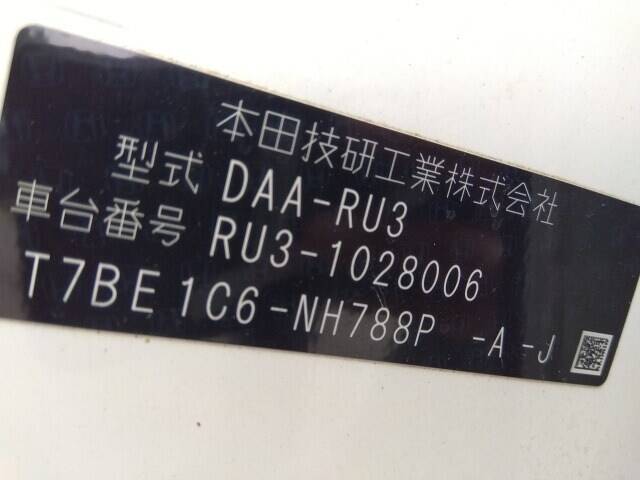 本田技研工業株式会社
型式 DAA-RU3
車台番号 RU3-1028006
T7BE 1C6-NH788P -A -J